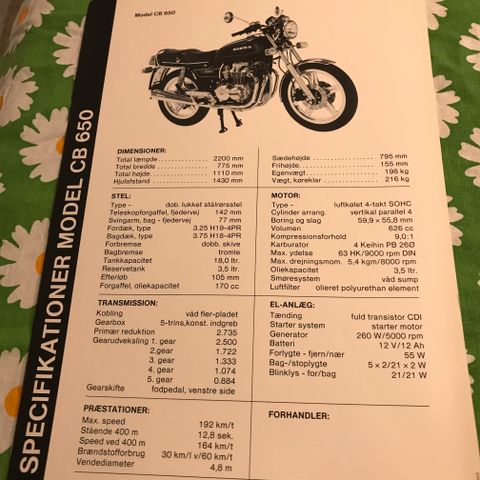 Model CB 650
HONDA
SPECIFIKATIONER MODEL CB 650
DIMENSIONER:
Total længde 2200 mm
Total bredde 775 mm
Total højde 1110 mm
Hjulafstand 1430 mm
Sædehøjde 795 mm
Frihøjde 155 mm
Egenvægt 198 kg
Vægt, køreklar 216 kg
STEL:
Type - dob. lukket stålrørsstel
Teleskopforgaffel, fjedervej 142 mm
Svingarm, bag - fjedervej 77 mm
Fordæk, type 3.25 H19-4PR
Bagdæk, type 3.75 H18-4PR
Forbremse dobb. skive
Bagbremse tromle
Tankkapacitet 18,0 ltr.
Reservetank 3,5 ltr.
Efterløb 105 mm
Forgaffel, oliekapacitet 170 cc
MOTOR:
Type - luftkølet 4-takt SOHC
Cylinder arrang. vertikal parallel 4
Boring og slag 59,9 x 55,8 mm
Volumen 626 cc
Kompressionsforhold 9,0:1
Karburator 4 Keihin PB 26Ø
Max. ydelse 63 HK/9000 rpm DIN
Max. drejningsmom. 5,4 kgm/8000 rpm
Oliekapacitet 3,5 ltr.
Smøresystem våd sump
Luftfilter olieret polyurethan element
TRANSMISSION:
Kobling våd fler-pladet
Gearbox 5-trins,konst. indgreb
Primær reduktion 2.735
Gearudveksling 1. gear 2.500
2.gear 1.722
3. gear 1.333
4. gear 1.074
5. gear 0.884
Gearskifte fodpedal, venstre side
EL-ANLÆG:
Tænding fuld transistor CDI
Starter system starter motor
Generator 260 W/5000 rpm
Batteri 12 V/12 Ah
Forlygte - fjern/nær 55 W
Bag-/stoplygte 5 x 2/21 x 2 W
Blinklys - for/bag 21/21 W
PRÆSTATIONER:
Max. speed 192 km/t
Stående 400 m 12,8 sek.
Speed ved 400 m 164 km/t
Brændstofforbrug 30 km/l v/60 km/t
Vendediameter 4,8 m
FORHANDLER: